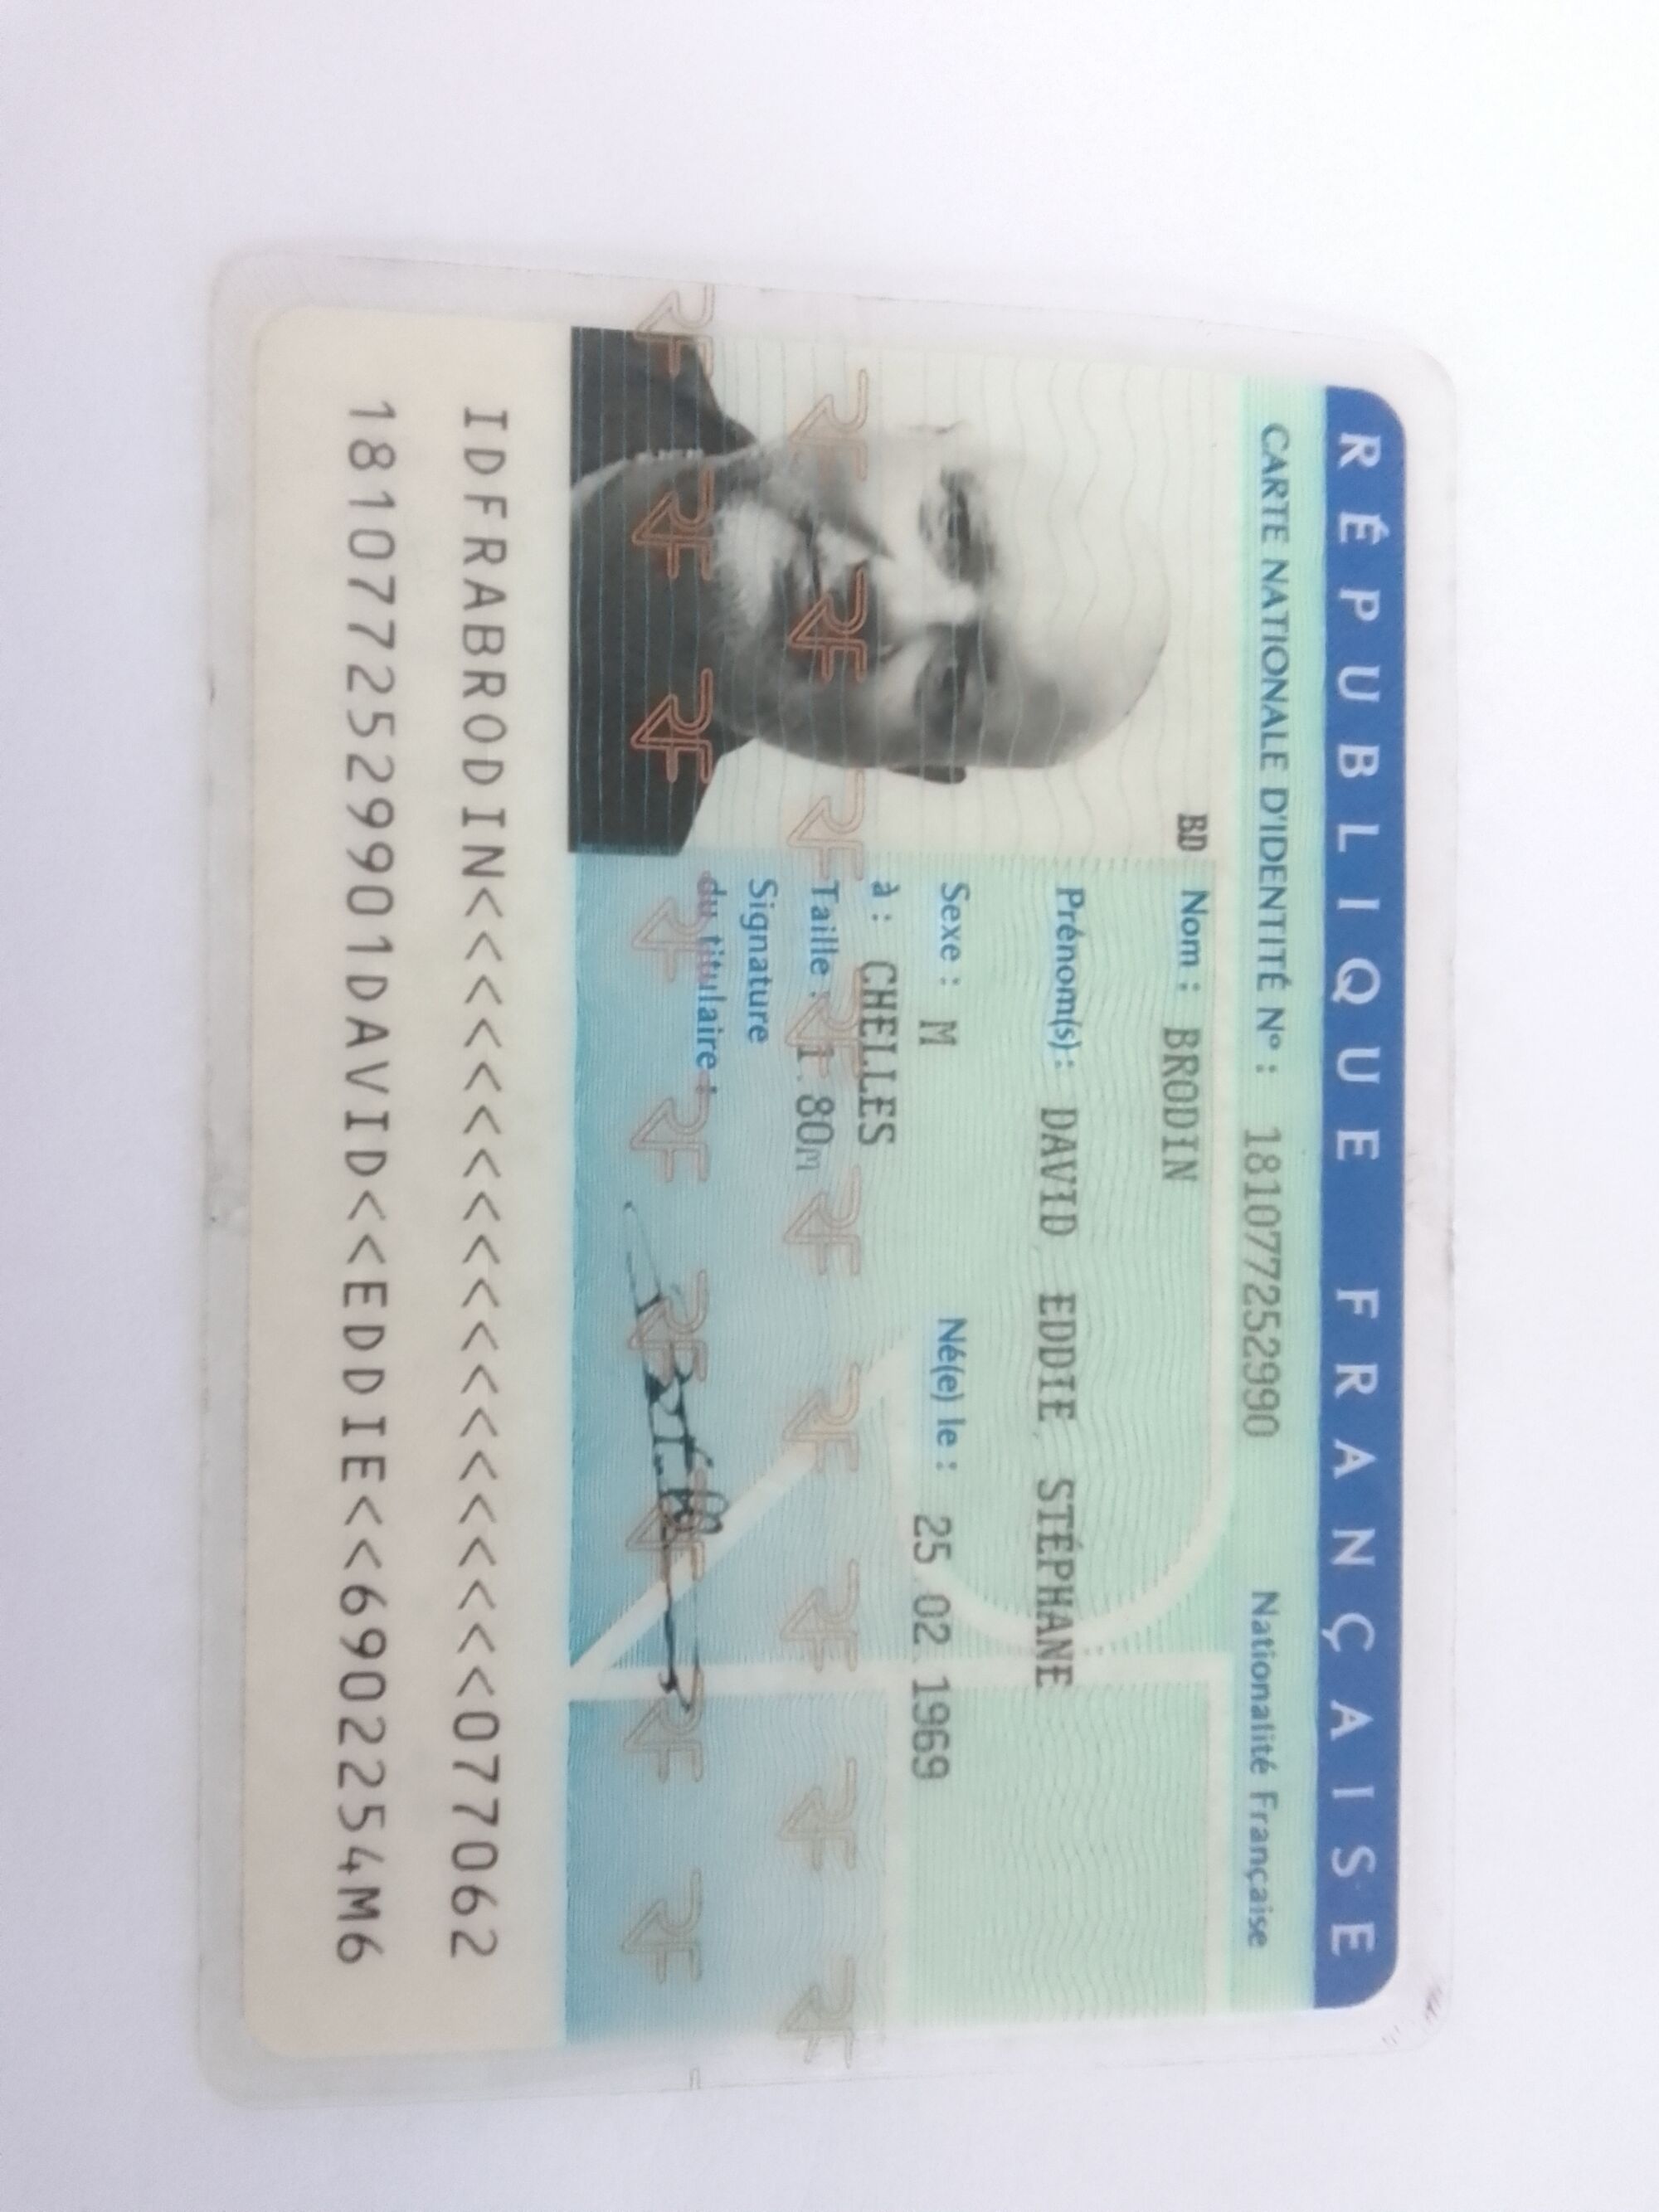 RÉPUBLIQUE FRANÇAISE
CARTE NATIONALE D'IDENTITÉ N° : 181077252990 Nationalité Française
BD Nom : BRODIN
Prénom(s) : DAVID, EDDIE, STÉPHANE
Sexe : M Né(e) le : 25.02.1969
à : CHELLES
Taille : 1.80m
Signature
du titulaire :
IDFRABRODIN<<<<<<<<<<<<<<<<<<<077062
1810772529901DAVID<<EDDIE<<6902254M6